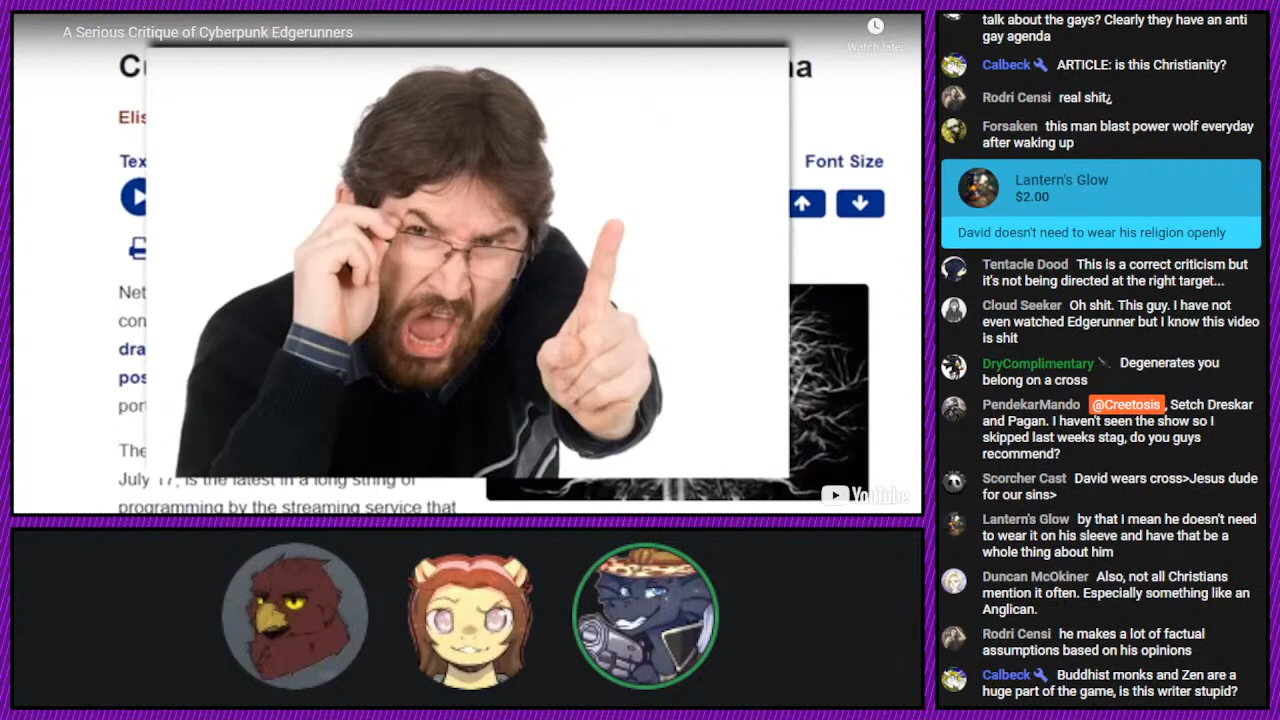 A Serious Critique of Cyberpunk Edgerunners
Watch later
Elis
Tex
Font Size
Net
con
dra
pos
port
The
July 17, is the latest in a long string of
programming by the streaming service that
YouTube
talk about the gays? Clearly they have an anti
gay agenda
Calbeck ARTICLE: is this Christianity?
Rodri Censi real shit¿
Forsaken this man blast power wolf everyday
after waking up
Lantern's Glow
$2.00
David doesn't need to wear his religion openly
Tentacle Dood This is a correct criticism but
it's not being directed at the right target...
Cloud Seeker Oh shit. This guy. I have not
even watched Edgerunner but I know this video
is shit
DryComplimentary Degenerates you
belong on a cross
PendekarMando @Creetosis, Setch Dreskar
and Pagan. I haven't seen the show so I
skipped last weeks stag, do you guys
recommend?
Scorcher Cast David wears cross>Jesus dude
for our sins>
Lantern's Glow by that I mean he doesn't need
to wear it on his sleeve and have that be a
whole thing about him
Duncan McOkiner Also, not all Christians
mention it often. Especially something like an
Anglican.
Rodri Censi he makes a lot of factual
assumptions based on his opinions
Calbeck Buddhist monks and Zen are a
huge part of the game, is this writer stupid?